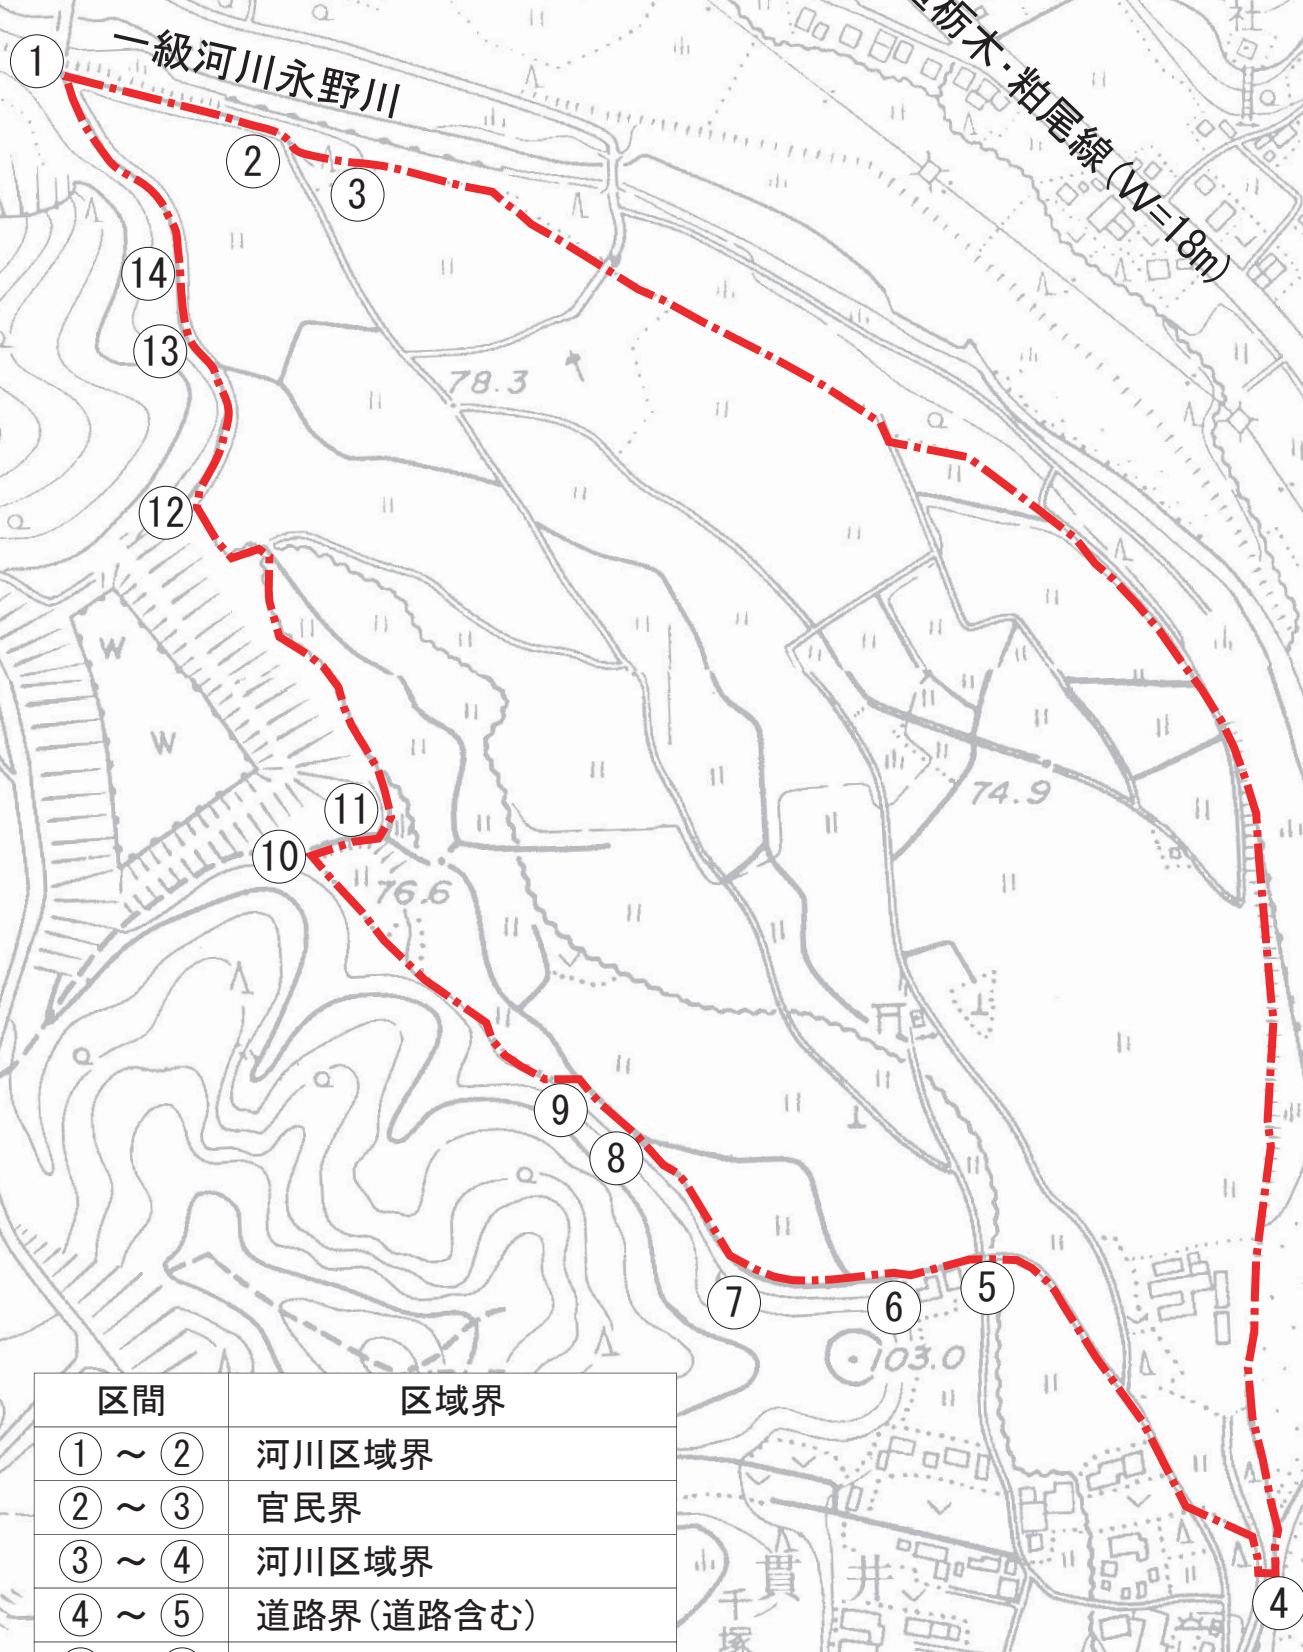 社
一級河川永野川
栃木・粕尾線(W=18m)
①
②
③
⑭
⑬
78.3
⑫
W
W
74.9
⑪
⑩
76.6
⑨
⑧
⑦
⑥
⑤
103.0
④
貫井
千塚
区間 区域界
① ～ ② 河川区域界
② ～ ③ 官民界
③ ～ ④ 河川区域界
④ ～ ⑤ 道路界(道路含む)